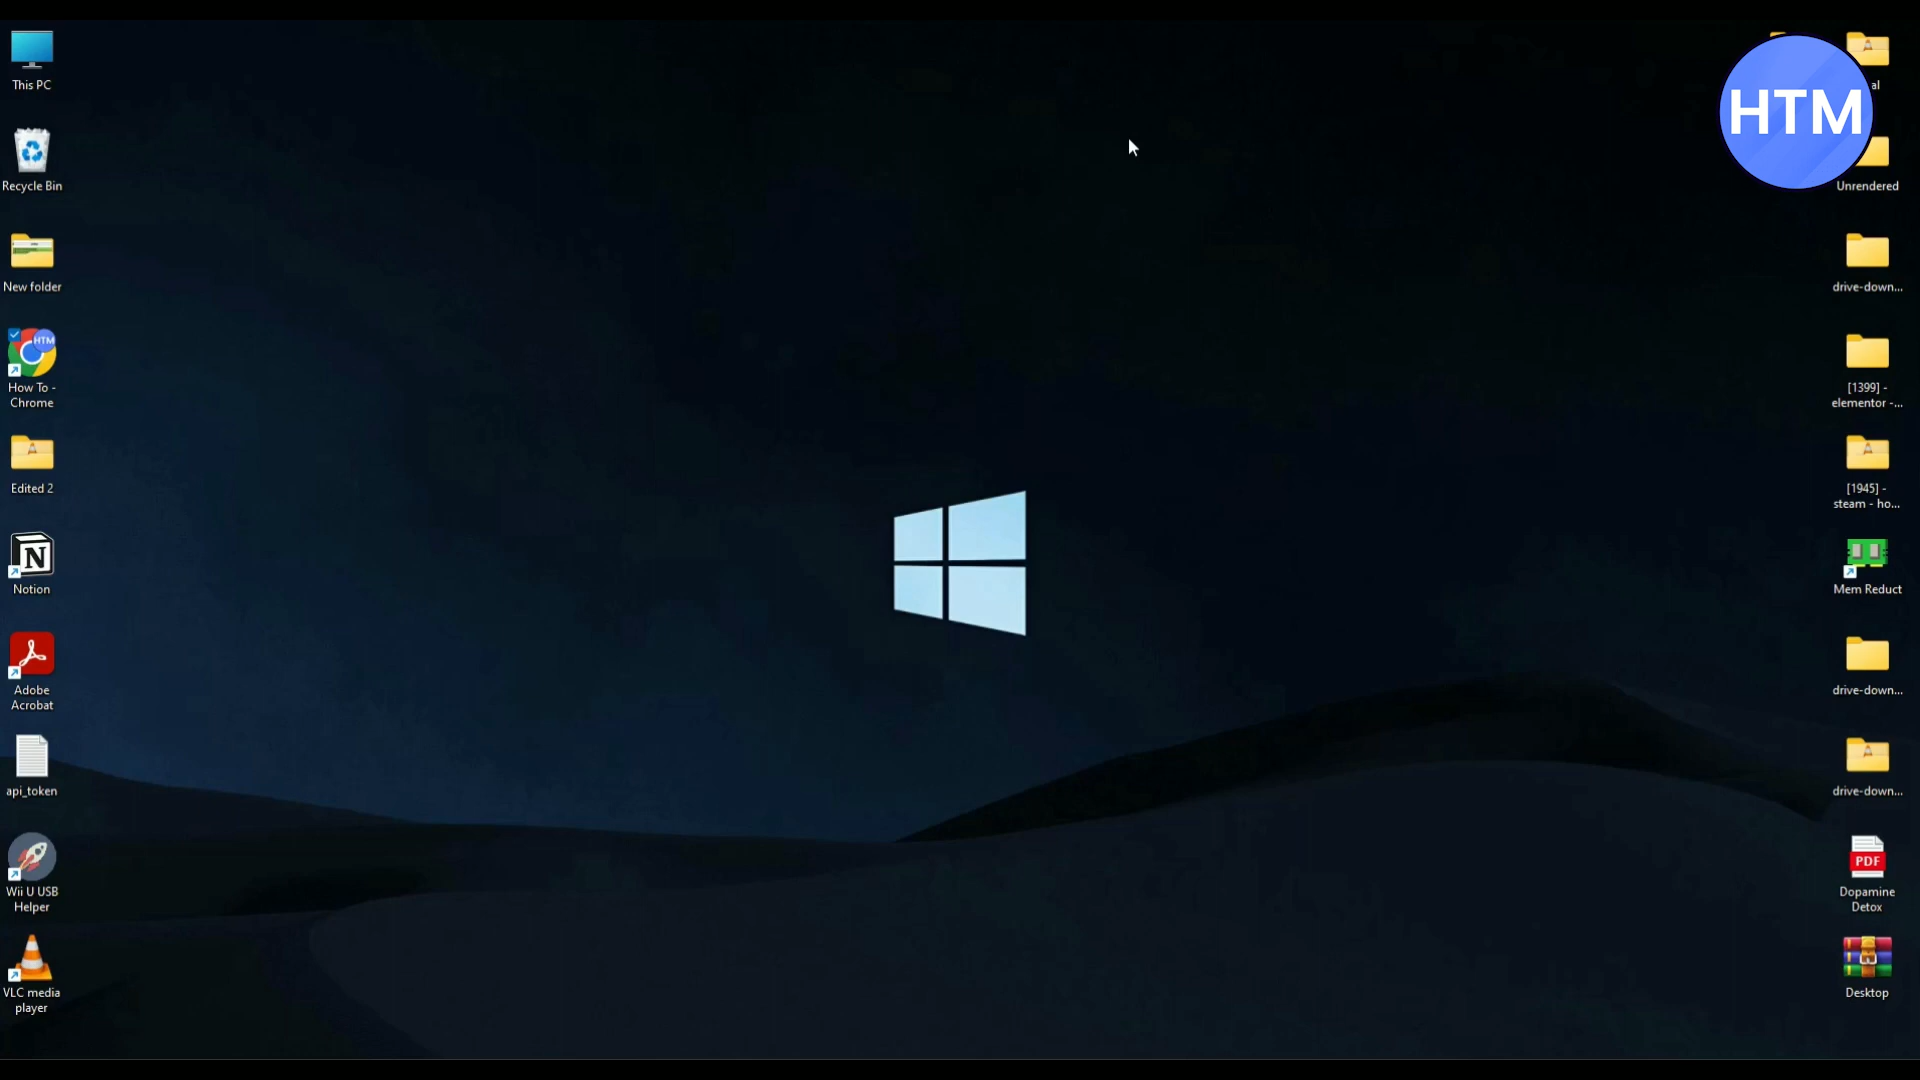 This PC
Recycle Bin
New folder
HTM
How To -
Chrome
Edited 2
N
Notion
Adobe
Acrobat
api_token
Wii U USB
Helper
VLC media
player
HTM
al
Unrendered
drive-down...
[1399] -
elementor -...
[1945] -
steam - ho...
Mem Reduct
drive-down...
drive-down...
PDF
Dopamine
Detox
Desktop